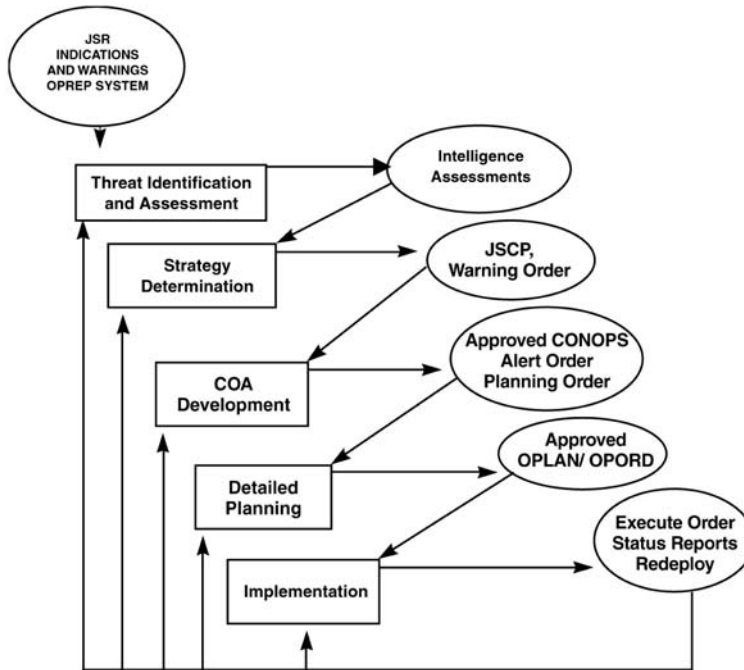 JSR
INDICATIONS
AND WARNINGS
OPREP SYSTEM
Threat Identification
and Assessment
Intelligence
Assessments
Strategy
Determination
JSCP,
Warning Order
COA
Development
Approved CONOPS
Alert Order
Planning Order
Detailed
Planning
Approved
OPLAN/ OPORD
Implementation
Execute Order
Status Reports
Redeploy